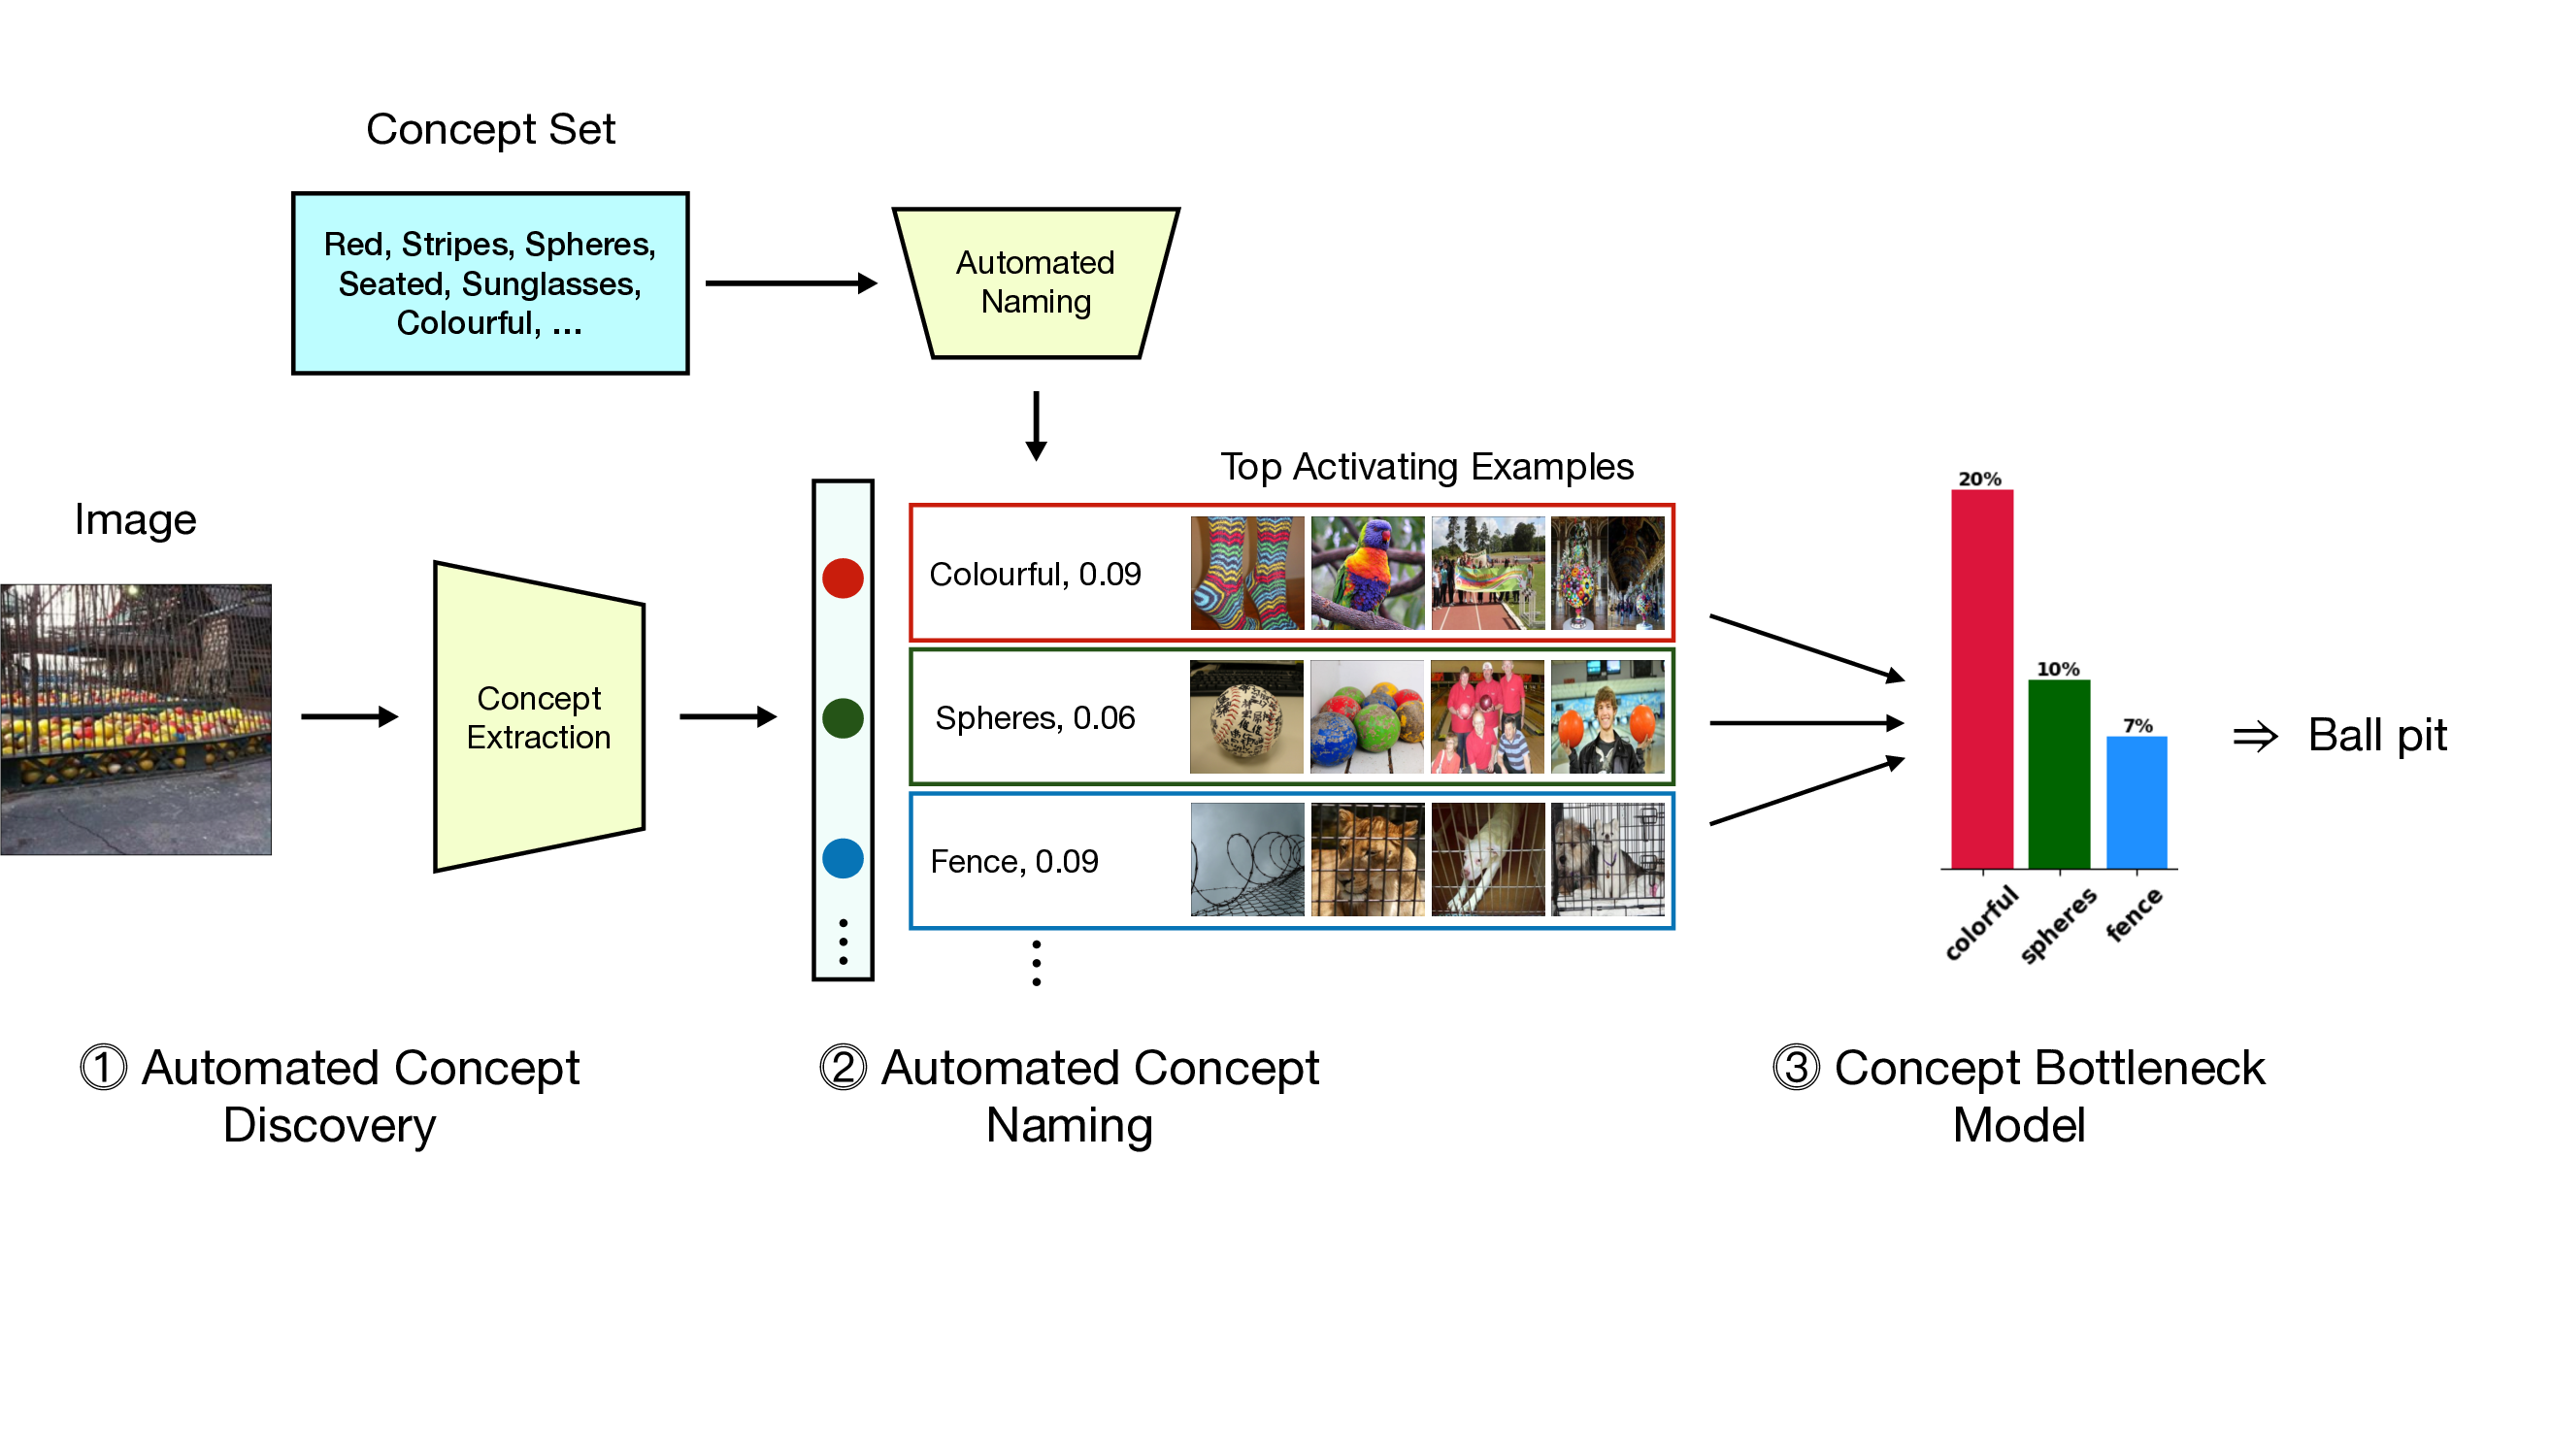 Concept Set
Red, Stripes, Spheres,
Seated, Sunglasses,
Colourful, ...
Automated
Naming
Image
Concept
Extraction
Top Activating Examples
Colourful, 0.09
Spheres, 0.06
Fence, 0.09
20%
10%
7%
colorful
spheres
fence
⇒ Ball pit
① Automated Concept
Discovery
② Automated Concept
Naming
③ Concept Bottleneck
Model